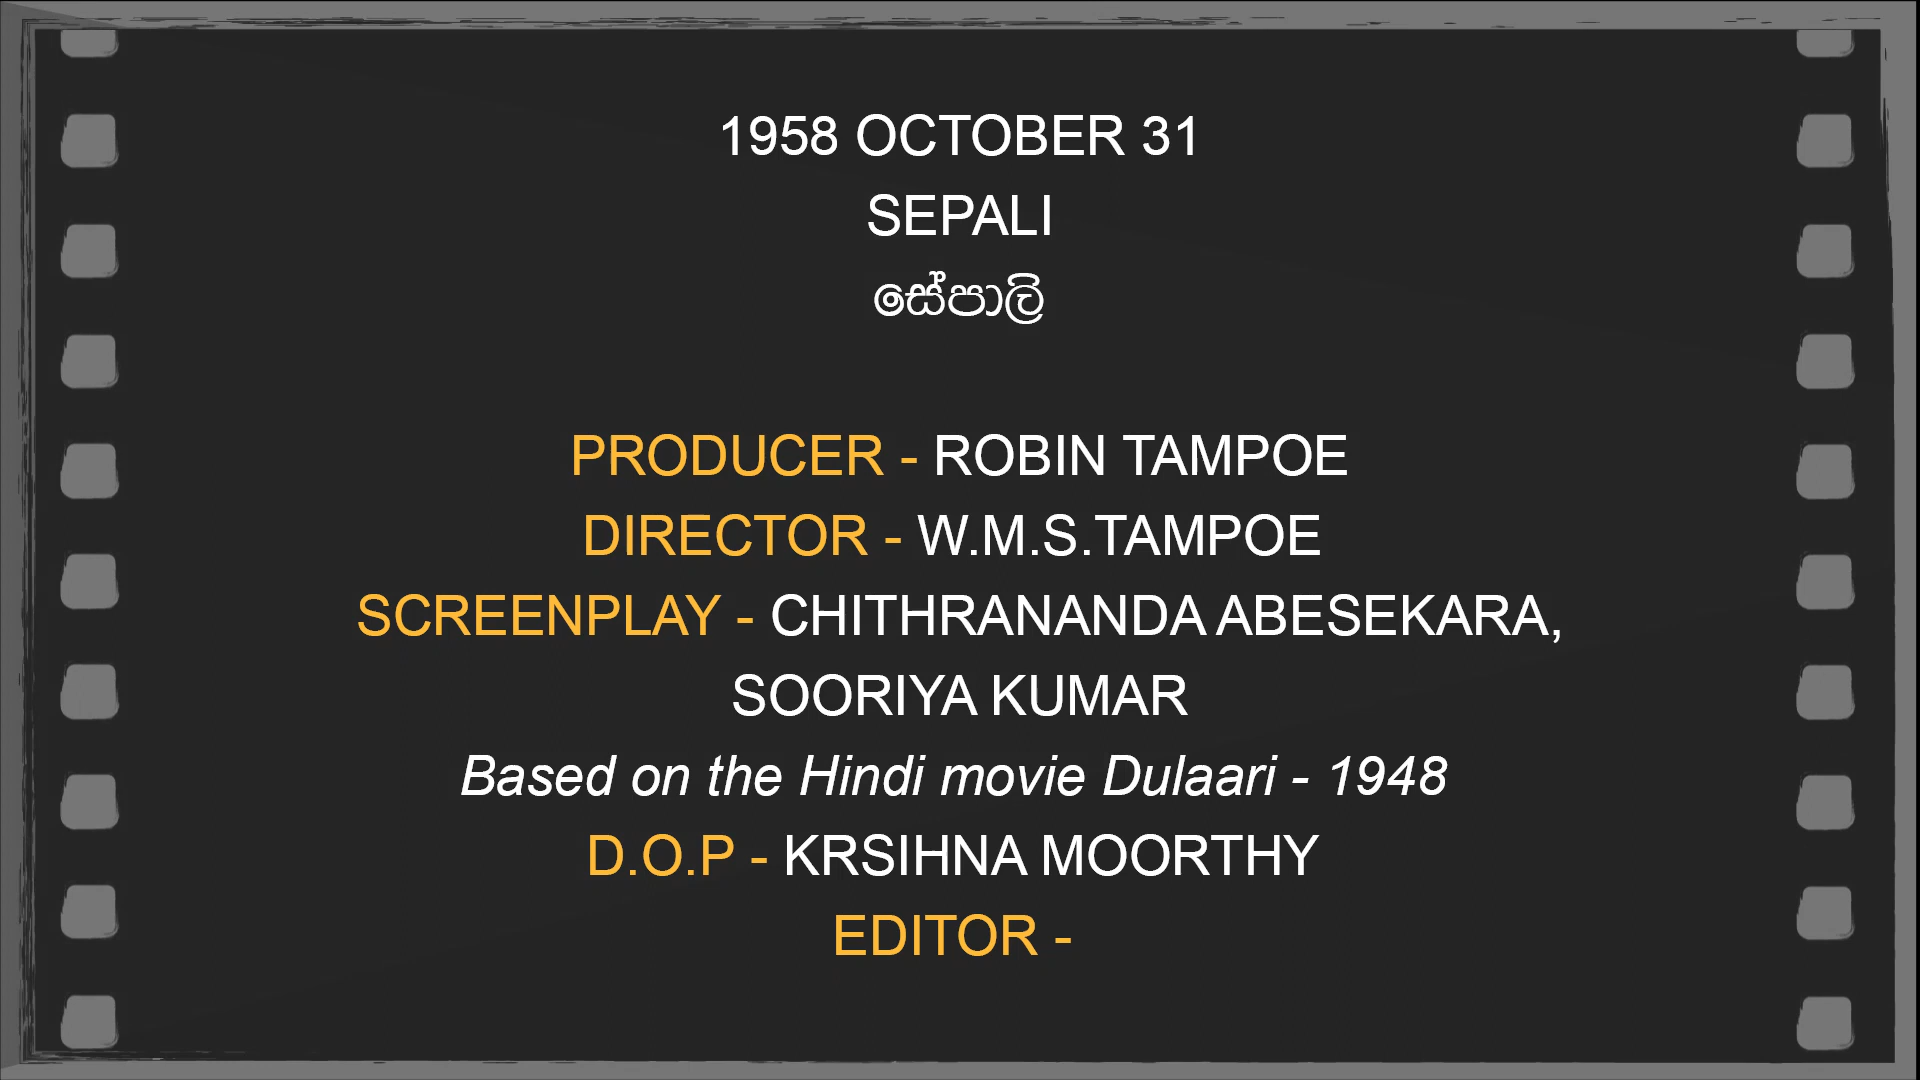 1958 OCTOBER 31
SEPALI
සේපාලි
PRODUCER - ROBIN TAMPOE
DIRECTOR - W.M.S.TAMPOE
SCREENPLAY - CHITHRANANDA ABESEKARA,
SOORIYA KUMAR
Based on the Hindi movie Dulaari - 1948
D.O.P - KRSIHNA MOORTHY
EDITOR -